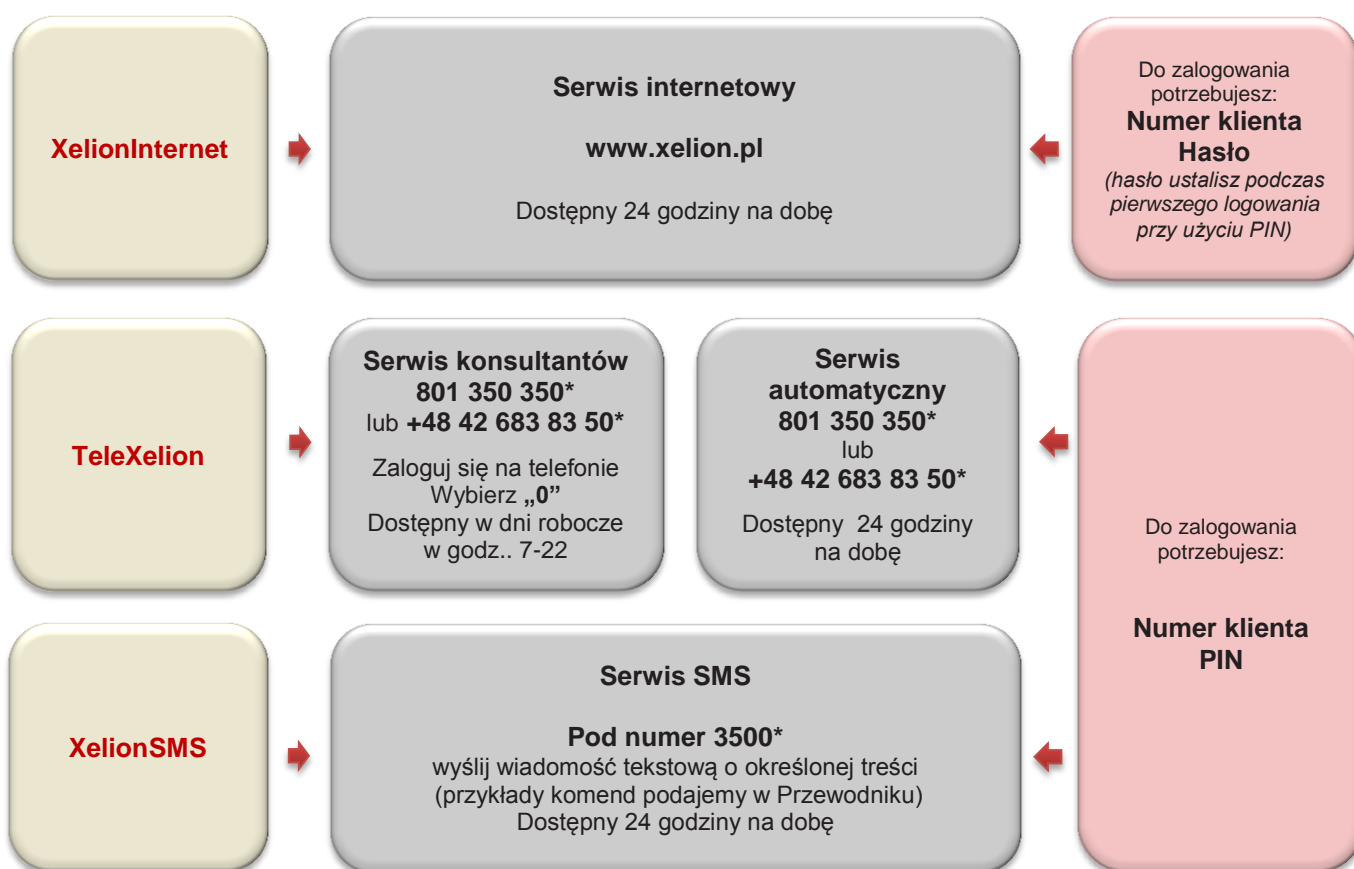 XelionInternet
Serwis internetowy
www.xelion.pl
Dostępny 24 godziny na dobę
Do zalogowania
potrzebujesz:
Numer klienta
Hasło
(hasło ustalisz podczas
pierwszego logowania
przy użyciu PIN)
TeleXelion
Serwis konsultantów
801 350 350*
lub +48 42 683 83 50*
Zaloguj się na telefonie
Wybierz „0”
Dostępny w dni robocze
w godz.. 7-22
Serwis
automatyczny
801 350 350*
lub
+48 42 683 83 50*
Dostępny 24 godziny
na dobę
Do zalogowania
potrzebujesz:
Numer klienta
PIN
XelionSMS
Serwis SMS
Pod numer 3500*
wyślij wiadomość tekstową o określonej treści
(przykłady komend podajemy w Przewodniku)
Dostępny 24 godziny na dobę